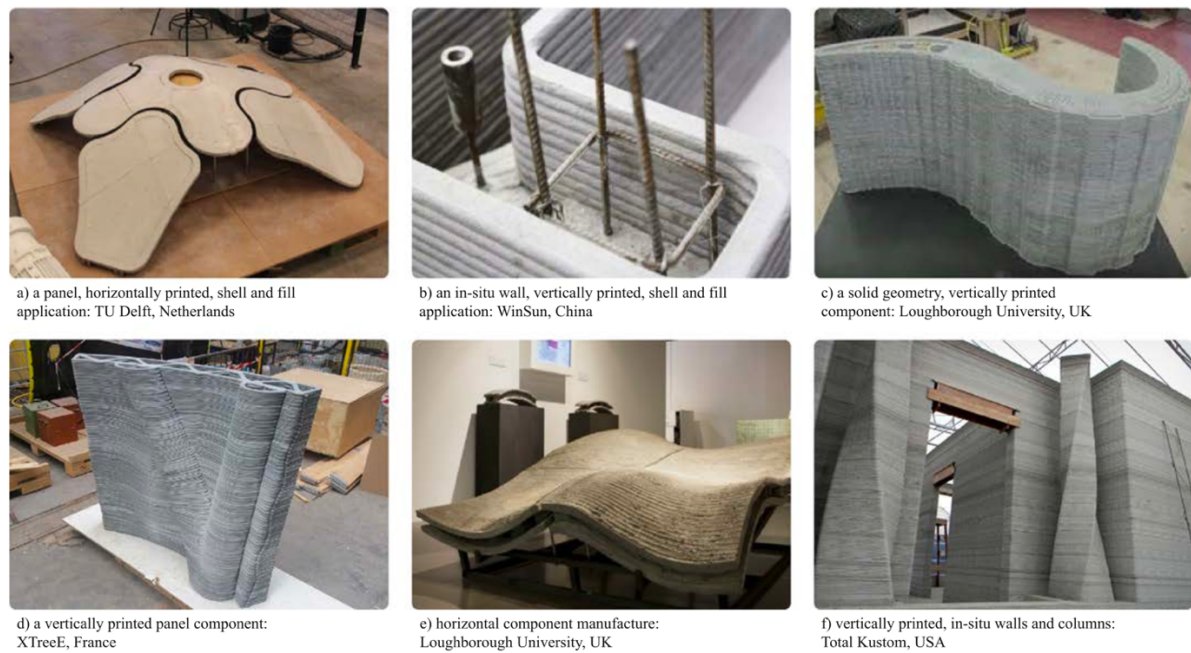 a) a panel, horizontally printed, shell and fill
application: TU Delft, Netherlands
b) an in-situ wall, vertically printed, shell and fill
application: WinSun, China
c) a solid geometry, vertically printed
component: Loughborough University, UK
d) a vertically printed panel component:
XTreeE, France
e) horizontal component manufacture:
Loughborough University, UK
f) vertically printed, in-situ walls and columns:
Total Kustom, USA